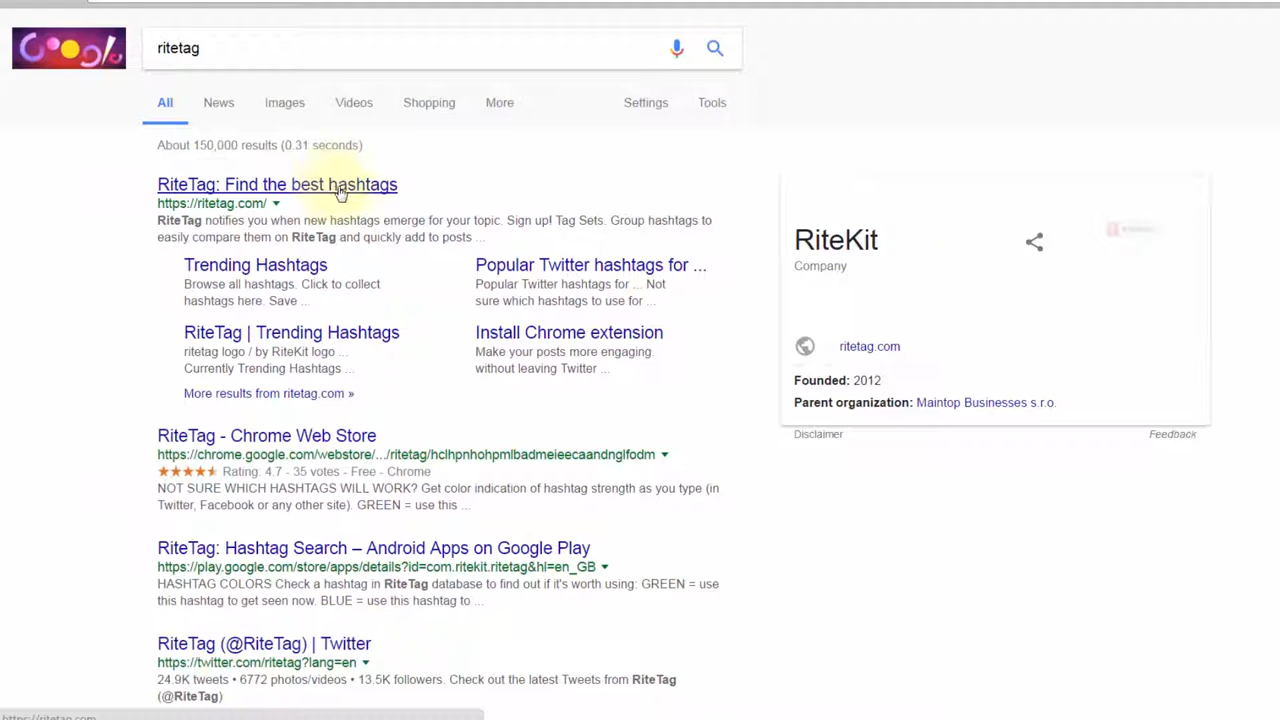 Google
ritetag
All News Images Videos Shopping More Settings Tools
About 150,000 results (0.31 seconds)
RiteTag: Find the best hashtags
https://ritetag.com/
RiteTag notifies you when new hashtags emerge for your topic. Sign up! Tag Sets. Group hashtags to
easily compare them on RiteTag and quickly add to posts ...
Trending Hashtags
Browse all hashtags. Click to collect
hashtags here. Save ...
Popular Twitter hashtags for ...
Popular Twitter hashtags for ... Not
sure which hashtags to use for ...
RiteTag | Trending Hashtags
ritetag logo / by RiteKit logo ...
Currently Trending Hashtags ...
Install Chrome extension
Make your posts more engaging.
without leaving Twitter ...
More results from ritetag.com »
RiteTag - Chrome Web Store
https://chrome.google.com/webstore/.../ritetag/hclhpnhohpmlbadmeieecaandnglfodm
Rating: 4.7 - 35 votes - Free - Chrome
NOT SURE WHICH HASHTAGS WILL WORK? Get color indication of hashtag strength as you type (in
Twitter, Facebook or any other site). GREEN = use this ...
RiteTag: Hashtag Search – Android Apps on Google Play
https://play.google.com/store/apps/details?id=com.ritekit.ritetag&hl=en_GB
HASHTAG COLORS Check a hashtag in RiteTag database to find out if it's worth using: GREEN = use
this hashtag to get seen now. BLUE = use this hashtag to ...
RiteTag (@RiteTag) | Twitter
https://twitter.com/ritetag?lang=en
24.9K tweets • 6772 photos/videos • 13.5K followers. Check out the latest Tweets from RiteTag
(@RiteTag)
RiteKit
Company
ritetag.com
Founded: 2012
Parent organization: Maintop Businesses s.r.o.
Disclaimer Feedback
https://ritetag.com